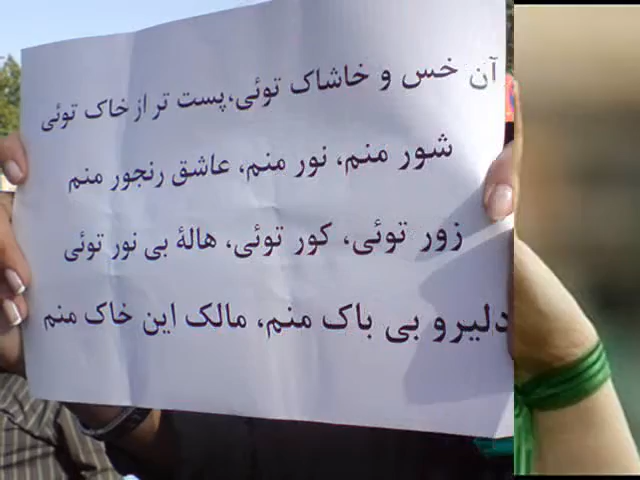 آن خس و خاشاک توئی،پست تر از خاک توئی
شور منم، نور منم، عاشق رنجور منم
زور توئی، کور توئی، هالهٔ بی نور توئی
دلیرو بی باک منم، مالک این خاک منم